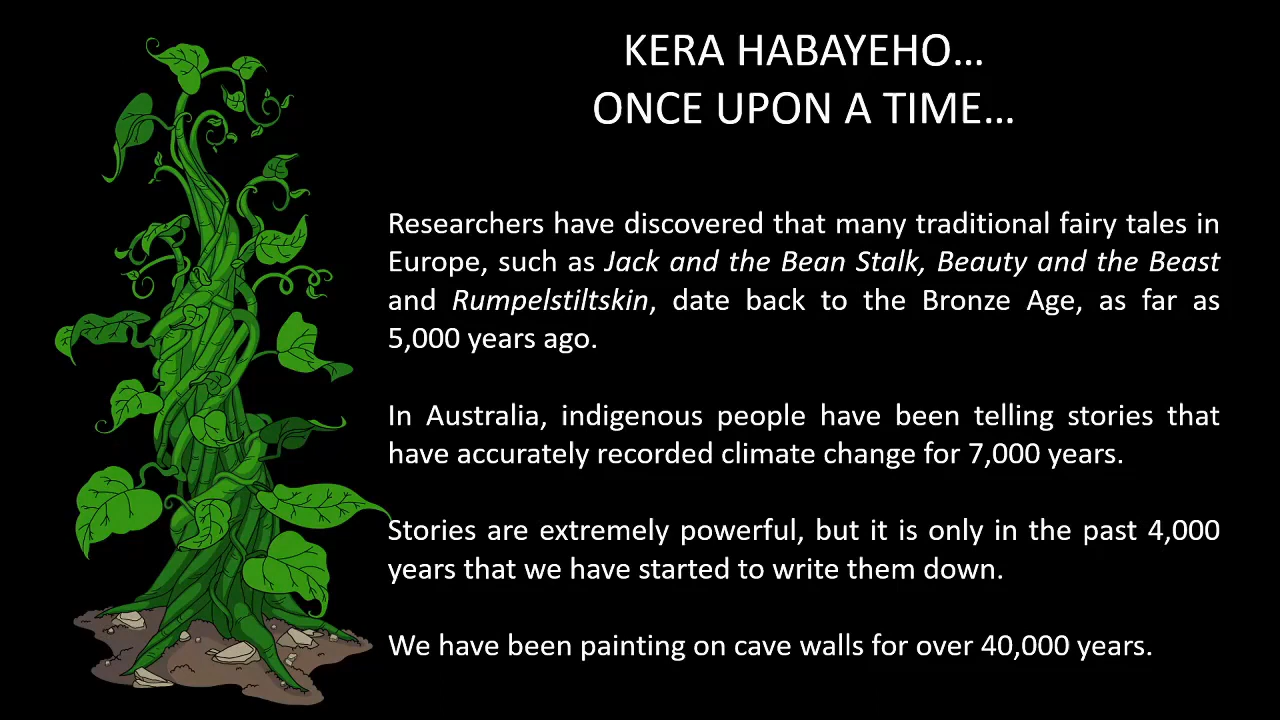 KERA HABAYEHO...
ONCE UPON A TIME...
Researchers have discovered that many traditional fairy tales in
Europe, such as Jack and the Bean Stalk, Beauty and the Beast
and Rumpelstiltskin, date back to the Bronze Age, as far as
5,000 years ago.
In Australia, indigenous people have been telling stories that
have accurately recorded climate change for 7,000 years.
Stories are extremely powerful, but it is only in the past 4,000
years that we have started to write them down.
We have been painting on cave walls for over 40,000 years.